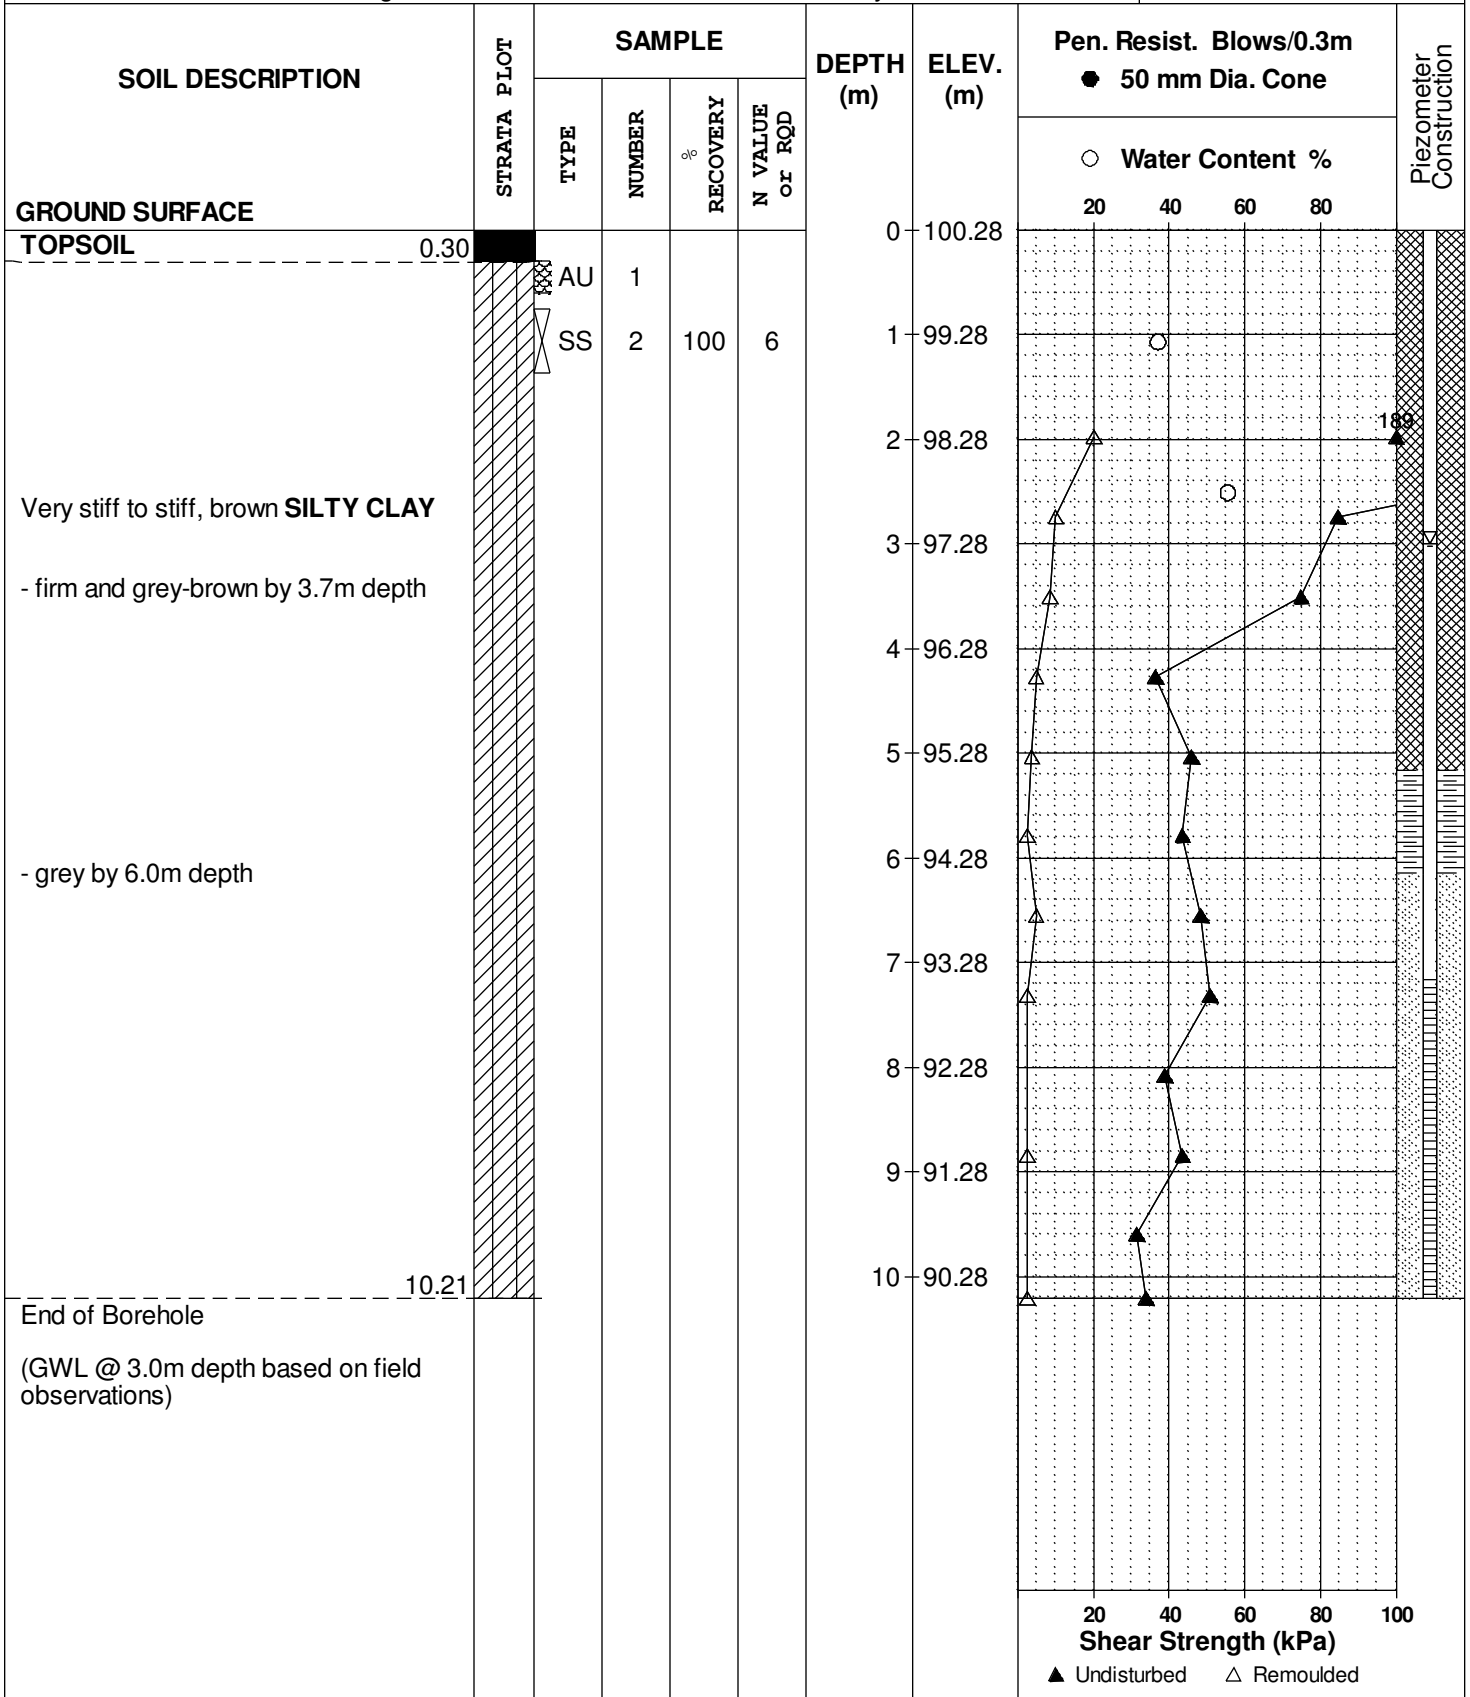 SOIL DESCRIPTION
GROUND SURFACE
STRATA PLOT
SAMPLE
TYPE
NUMBER
% RECOVERY
N VALUE or RQD
DEPTH (m)
ELEV. (m)
Pen. Resist. Blows/0.3m
● 50 mm Dia. Cone
○ Water Content %
20 40 60 80
Piezometer Construction
TOPSOIL 0.30
0 100.28
AU 1
SS 2 100 6
1 99.28
189
2 98.28
Very stiff to stiff, brown SILTY CLAY
3 97.28
- firm and grey-brown by 3.7m depth
4 96.28
5 95.28
6 94.28
- grey by 6.0m depth
7 93.28
8 92.28
9 91.28
10 90.28
10.21
End of Borehole
(GWL @ 3.0m depth based on field
observations)
20 40 60 80 100
Shear Strength (kPa)
▲ Undisturbed △ Remoulded